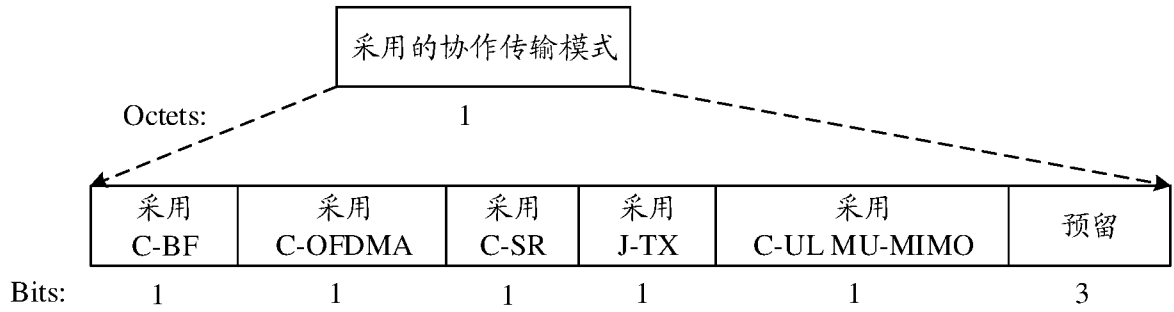 采用的协作传输模式
Octets: 1
采用 采用 采用 采用 采用 预留
C-BF C-OFDMA C-SR J-TX C-UL MU-MIMO
Bits: 1 1 1 1 1 3